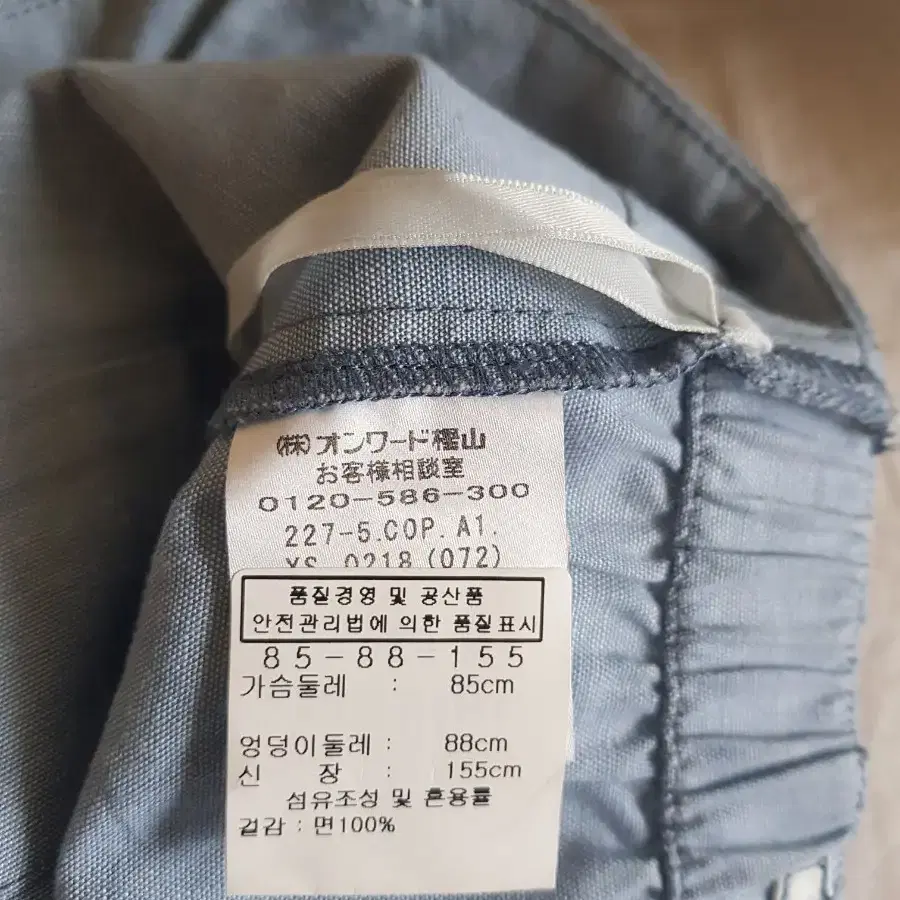 (株)オンワード樫山
お客様相談室
0120-586-300
227-5.COP.A1.
XS 0218 (072)
품질경영 및 공산품
안전관리법에 의한 품질표시
85-88-155
가슴둘레 : 85cm
엉덩이둘레 : 88cm
신 장 : 155cm
섬유조성 및 혼용률
겉감 : 면100%